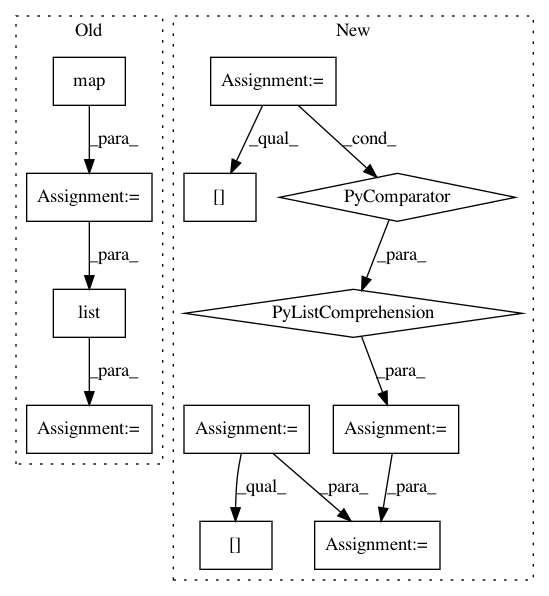 Old
New
map
Assignment:=
_para_
_qual_
_cond_
Assignment:=
[]
PyComparator
_para_
_para_
list
PyListComprehension
_para_
_para_
Assignment:=
Assignment:=
Assignment:=
_qual_
_para_
_para_
[]
Assignment:=